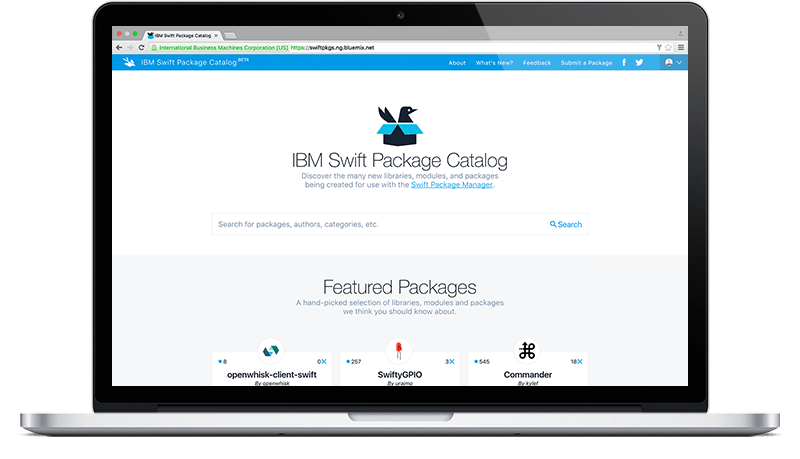 IBM Swift Package Catalog
International Business Machines Corporation [US] https://swiftpkgs.ng.bluemix.net
IBM Swift Package Catalog BETA
About What's New? Feedback Submit a Package
IBM Swift Package Catalog
Discover the many new libraries, modules, and packages
being created for use with the Swift Package Manager.
Search for packages, authors, categories, etc. Search
Featured Packages
A hand-picked selection of libraries, modules and packages
we think you should know about.
8 0 257 3 545 18
openwhisk-client-swift SwiftyGPIO Commander
By openwhisk By uraimo By kylef